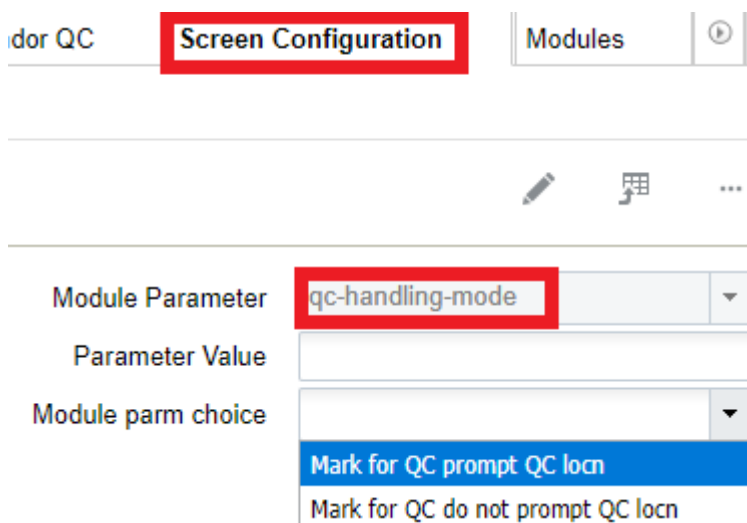 dor QC
Screen Configuration
Modules
...
Module Parameter
qc-handling-mode
Parameter Value
Module parm choice
Mark for QC prompt QC locn
Mark for QC do not prompt QC locn